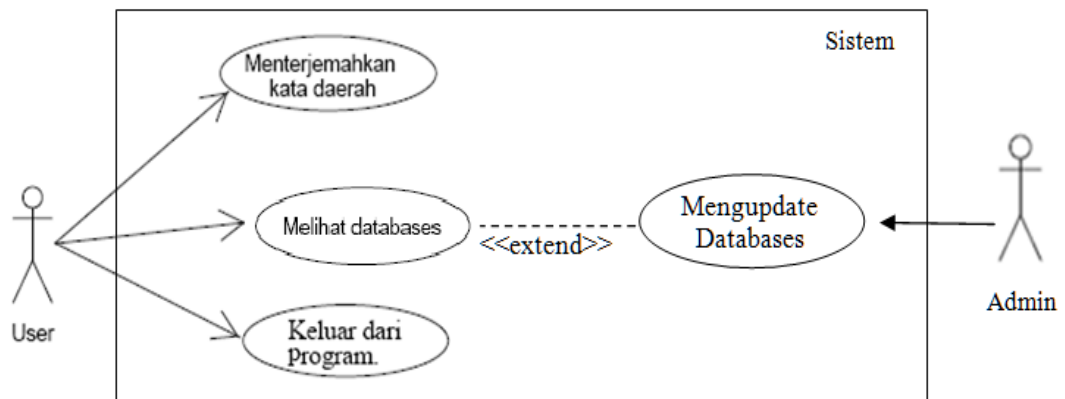 Sistem
Menterjemahkan
kata daerah
Melihat databases
<<extend>>
Mengupdate
Databases
Keluar dari
program.
User
Admin